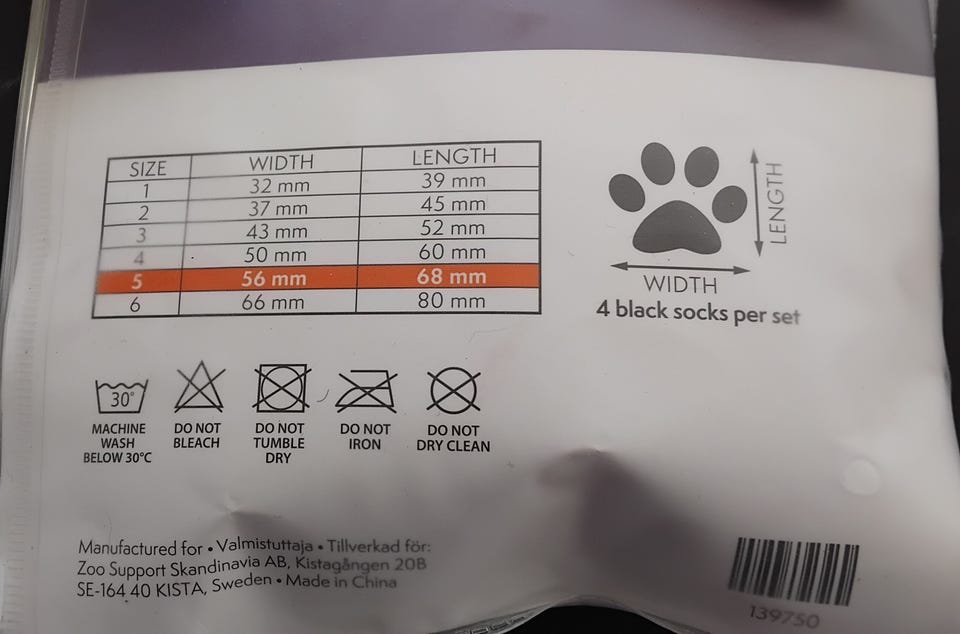 SIZE WIDTH LENGTH
1 32 mm 39 mm
2 37 mm 45 mm
3 43 mm 52 mm
4 50 mm 60 mm
5 56 mm 68 mm
6 66 mm 80 mm
LENGTH
WIDTH
4 black socks per set
30°
MACHINE
WASH
BELOW 30°C
DO NOT
BLEACH
DO NOT
TUMBLE
DRY
DO NOT
IRON
DO NOT
DRY CLEAN
Manufactured for • Valmistuttaja • Tillverkad för:
Zoo Support Skandinavia AB, Kistagången 20B
SE-164 40 KISTA, Sweden • Made in China
139750